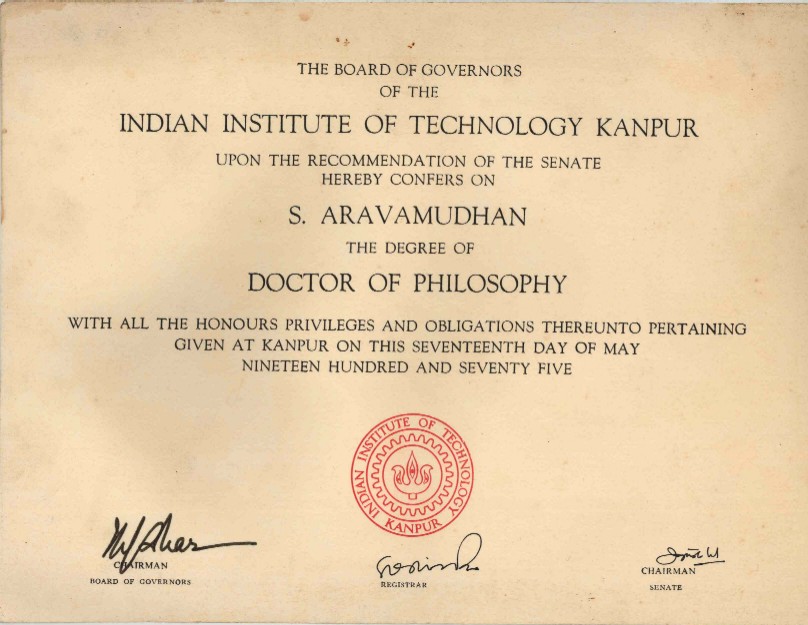 THE BOARD OF GOVERNORS
OF THE
INDIAN INSTITUTE OF TECHNOLOGY KANPUR
UPON THE RECOMMENDATION OF THE SENATE
HEREBY CONFERS ON
S. ARAVAMUDHAN
THE DEGREE OF
DOCTOR OF PHILOSOPHY
WITH ALL THE HONOURS PRIVILEGES AND OBLIGATIONS THEREUNTO PERTAINING
GIVEN AT KANPUR ON THIS SEVENTEENTH DAY OF MAY
NINETEEN HUNDRED AND SEVENTY FIVE
INDIAN INSTITUTE OF TECHNOLOGY
KANPUR
CHAIRMAN
BOARD OF GOVERNORS
REGISTRAR
CHAIRMAN
SENATE